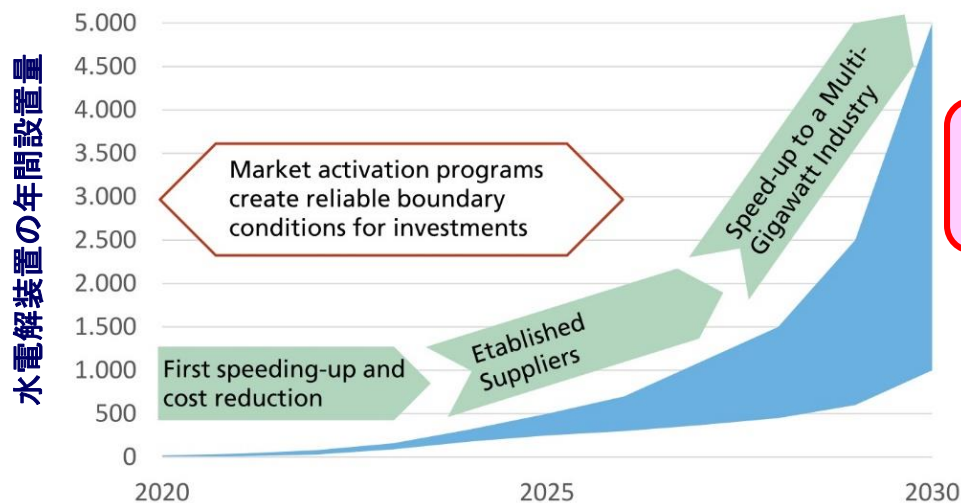 水電解装置の年間設置量
5.000
4.500
4.000
3.500
3.000
2.500
2.000
1.500
1.000
500
0
Market activation programs
create reliable boundary
conditions for investments
First speeding-up and
cost reduction
Etablished
Suppliers
Speed-up to a Multi-
Gigawatt Industry
2020
2025
2030